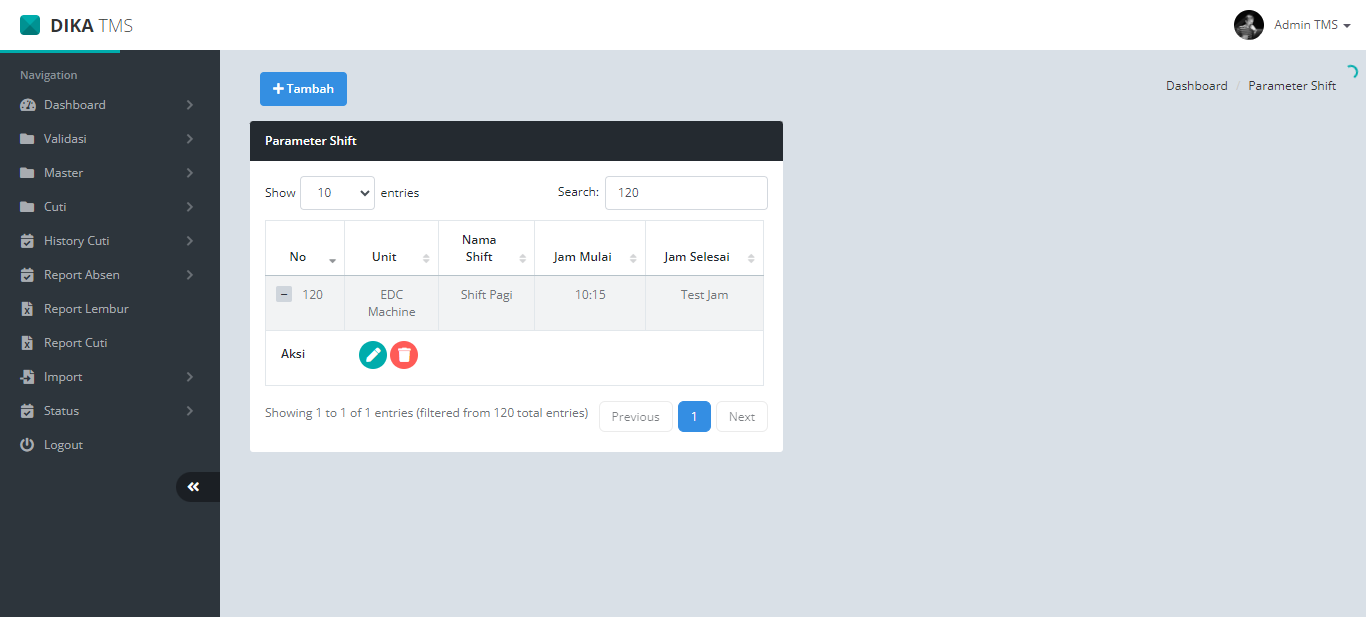 DIKA TMS
Admin TMS
Navigation
Dashboard
Validasi
Master
Cuti
History Cuti
Report Absen
Report Lembur
Report Cuti
Import
Status
Logout
Tambah
Dashboard / Parameter Shift
Parameter Shift
Show 10 entries
Search: 120
No
Unit
Nama
Shift
Jam Mulai
Jam Selesai
120
EDC
Machine
Shift Pagi
10:15
Test Jam
Aksi
Showing 1 to 1 of 1 entries (filtered from 120 total entries)
Previous
1
Next